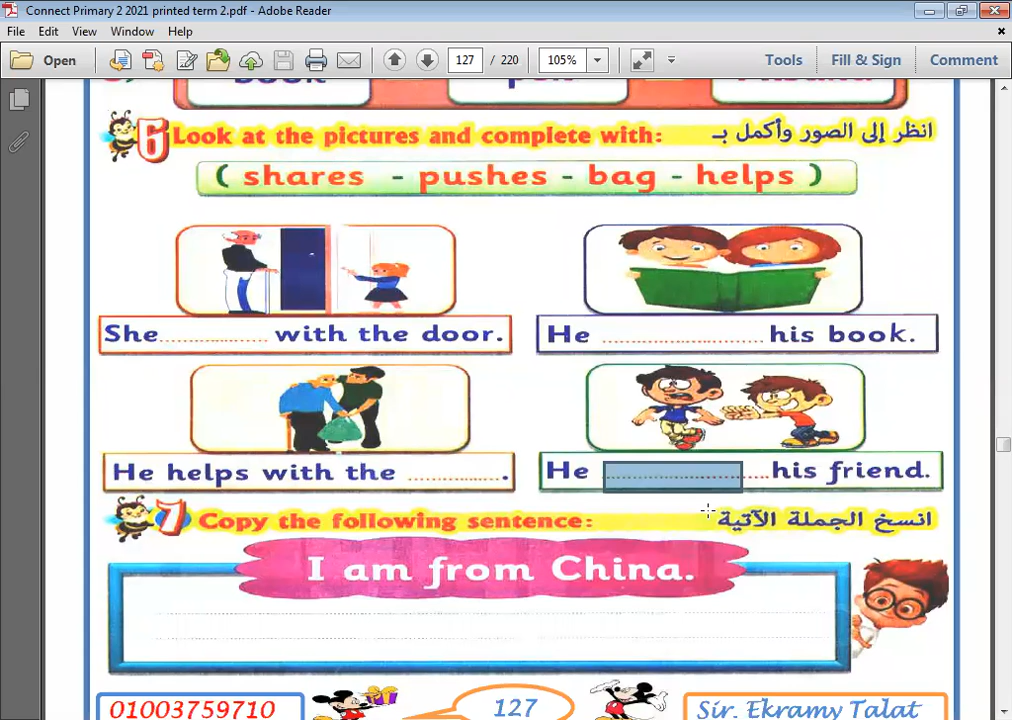 Connect Primary 2 2021 printed term 2.pdf - Adobe Reader
File Edit View Window Help
Open 127 / 220 105% Tools Fill & Sign Comment
6 Look at the pictures and complete with: انظر إلى الصور وأكمل بـ
( shares - pushes - bag - helps )
She.................... with the door.
He ............................. his book.
He helps with the ................ .
He .............................his friend.
7 Copy the following sentence: انسخ الجملة الآتية
I am from China.
01003759710
127
Sir. Ekramy Talat